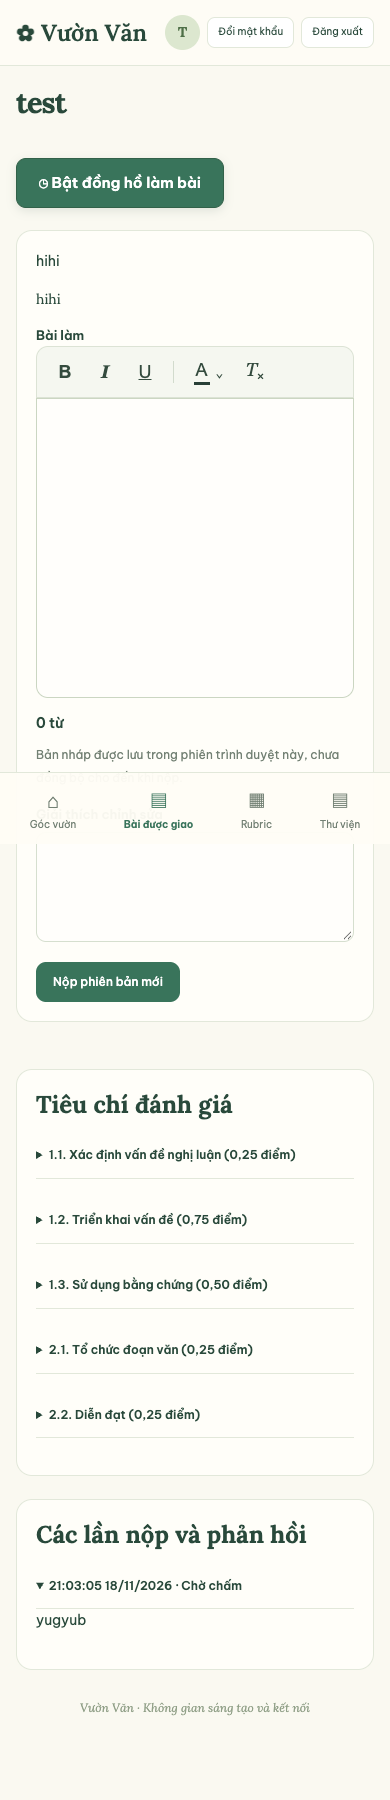 ✿ Vườn Văn
T
Đổi mật khẩu
Đăng xuất
test
◷ Bật đồng hồ làm bài
hihi
hihi
Bài làm
B I U A Tx
0 từ
Bản nháp được lưu trong phiên trình duyệt này, chưa
Góc vườn
Bài được giao
Rubric
Thư viện
Nộp phiên bản mới
Tiêu chí đánh giá
1.1. Xác định vấn đề nghị luận (0,25 điểm)
1.2. Triển khai vấn đề (0,75 điểm)
1.3. Sử dụng bằng chứng (0,50 điểm)
2.1. Tổ chức đoạn văn (0,25 điểm)
2.2. Diễn đạt (0,25 điểm)
Các lần nộp và phản hồi
21:03:05 18/11/2026 · Chờ chấm
yugyub
Vườn Văn · Không gian sáng tạo và kết nối